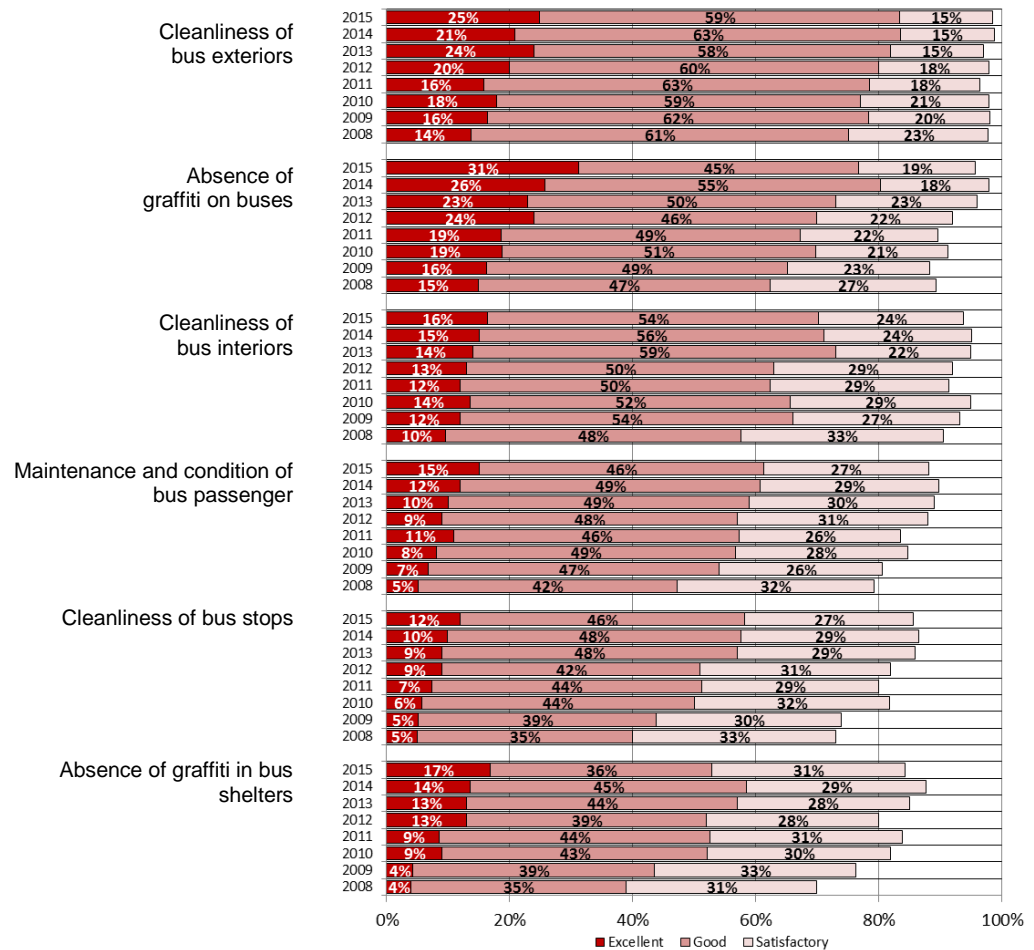 Cleanliness of
bus exteriors
2015 25% 59% 15%
2014 21% 63% 15%
2013 24% 58% 15%
2012 20% 60% 18%
2011 16% 63% 18%
2010 18% 59% 21%
2009 16% 62% 20%
2008 14% 61% 23%
Absence of
graffiti on buses
2015 31% 45% 19%
2014 26% 55% 18%
2013 23% 50% 23%
2012 24% 46% 22%
2011 19% 49% 22%
2010 19% 51% 21%
2009 16% 49% 23%
2008 15% 47% 27%
Cleanliness of
bus interiors
2015 16% 54% 24%
2014 15% 56% 24%
2013 14% 59% 22%
2012 13% 50% 29%
2011 12% 50% 29%
2010 14% 52% 29%
2009 12% 54% 27%
2008 10% 48% 33%
Maintenance and condition of
bus passenger
2015 15% 46% 27%
2014 12% 49% 29%
2013 10% 49% 30%
2012 9% 48% 31%
2011 11% 46% 26%
2010 8% 49% 28%
2009 7% 47% 26%
2008 5% 42% 32%
Cleanliness of bus stops
2015 12% 46% 27%
2014 10% 48% 29%
2013 9% 48% 29%
2012 9% 42% 31%
2011 7% 44% 29%
2010 6% 44% 32%
2009 5% 39% 30%
2008 5% 35% 33%
Absence of graffiti in bus
shelters
2015 17% 36% 31%
2014 14% 45% 29%
2013 13% 44% 28%
2012 13% 39% 28%
2011 9% 44% 31%
2010 9% 43% 30%
2009 4% 39% 33%
2008 4% 35% 31%
0% 20% 40% 60% 80% 100%
Excellent Good Satisfactory